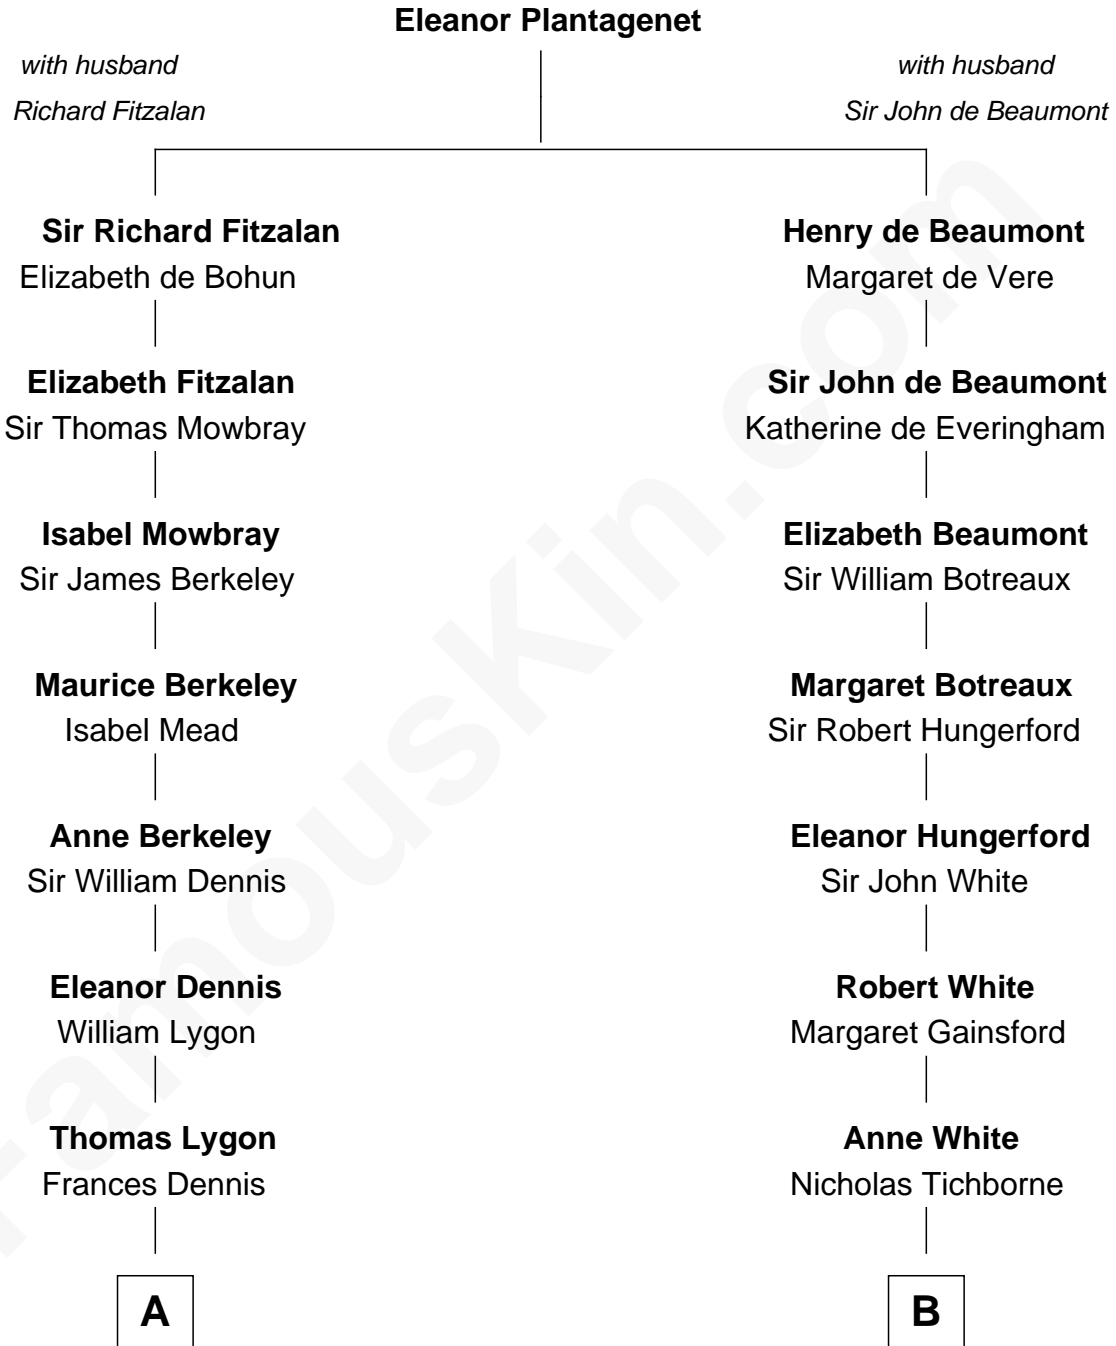 Eleanor Plantagenet
with husband
Richard Fitzalan
with husband
Sir John de Beaumont
Sir Richard Fitzalan
Elizabeth de Bohun
Henry de Beaumont
Margaret de Vere
Elizabeth Fitzalan
Sir Thomas Mowbray
Sir John de Beaumont
Katherine de Everingham
Isabel Mowbray
Sir James Berkeley
Elizabeth Beaumont
Sir William Botreaux
Maurice Berkeley
Isabel Mead
Margaret Botreaux
Sir Robert Hungerford
Anne Berkeley
Sir William Dennis
Eleanor Hungerford
Sir John White
Eleanor Dennis
William Lygon
Robert White
Margaret Gainsford
Thomas Lygon
Frances Dennis
Anne White
Nicholas Tichborne
A
B
FamousKin.com